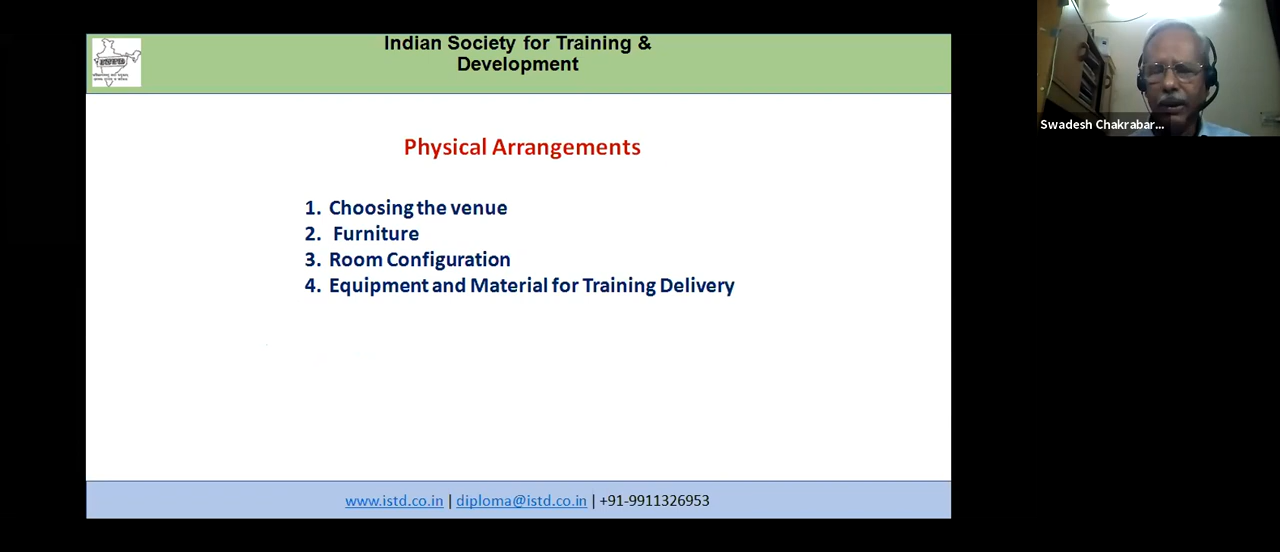 Indian Society for Training &
Development
Swadesh Chakrabar...
Physical Arrangements
1. Choosing the venue
2. Furniture
3. Room Configuration
4. Equipment and Material for Training Delivery
www.istd.co.in | diploma@istd.co.in | +91-9911326953